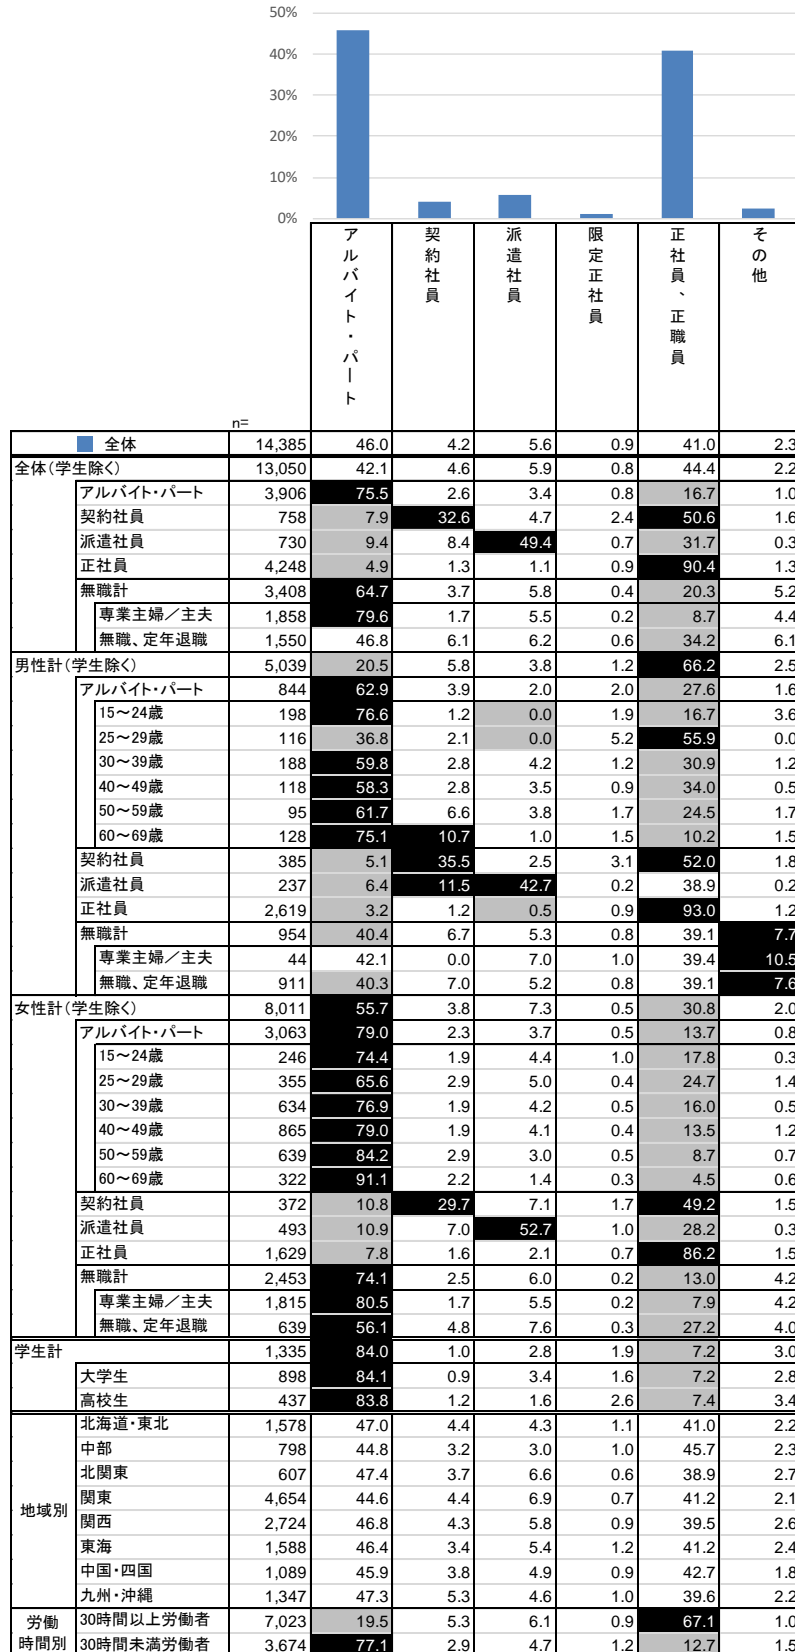 50%
40%
30%
20%
10%
0%
アルバイト・パート
契約社員
派遣社員
限定正社員
正社員、正職員
その他
n=
全体 14,385 46.0 4.2 5.6 0.9 41.0 2.3
全体(学生除く) 13,050 42.1 4.6 5.9 0.8 44.4 2.2
アルバイト・パート 3,906 75.5 2.6 3.4 0.8 16.7 1.0
契約社員 758 7.9 32.6 4.7 2.4 50.6 1.6
派遣社員 730 9.4 8.4 49.4 0.7 31.7 0.3
正社員 4,248 4.9 1.3 1.1 0.9 90.4 1.3
無職計 3,408 64.7 3.7 5.8 0.4 20.3 5.2
専業主婦/主夫 1,858 79.6 1.7 5.5 0.2 8.7 4.4
無職、定年退職 1,550 46.8 6.1 6.2 0.6 34.2 6.1
男性計(学生除く) 5,039 20.5 5.8 3.8 1.2 66.2 2.5
アルバイト・パート 844 62.9 3.9 2.0 2.0 27.6 1.6
15~24歳 198 76.6 1.2 0.0 1.9 16.7 3.6
25~29歳 116 36.8 2.1 0.0 5.2 55.9 0.0
30~39歳 188 59.8 2.8 4.2 1.2 30.9 1.2
40~49歳 118 58.3 2.8 3.5 0.9 34.0 0.5
50~59歳 95 61.7 6.6 3.8 1.7 24.5 1.7
60~69歳 128 75.1 10.7 1.0 1.5 10.2 1.5
契約社員 385 5.1 35.5 2.5 3.1 52.0 1.8
派遣社員 237 6.4 11.5 42.7 0.2 38.9 0.2
正社員 2,619 3.2 1.2 0.5 0.9 93.0 1.2
無職計 954 40.4 6.7 5.3 0.8 39.1 7.7
専業主婦/主夫 44 42.1 0.0 7.0 1.0 39.4 10.5
無職、定年退職 911 40.3 7.0 5.2 0.8 39.1 7.6
女性計(学生除く) 8,011 55.7 3.8 7.3 0.5 30.8 2.0
アルバイト・パート 3,063 79.0 2.3 3.7 0.5 13.7 0.8
15~24歳 246 74.4 1.9 4.4 1.0 17.8 0.3
25~29歳 355 65.6 2.9 5.0 0.4 24.7 1.4
30~39歳 634 76.9 1.9 4.2 0.5 16.0 0.5
40~49歳 865 79.0 1.9 4.1 0.4 13.5 1.2
50~59歳 639 84.2 2.9 3.0 0.5 8.7 0.7
60~69歳 322 91.1 2.2 1.4 0.3 4.5 0.6
契約社員 372 10.8 29.7 7.1 1.7 49.2 1.5
派遣社員 493 10.9 7.0 52.7 1.0 28.2 0.3
正社員 1,629 7.8 1.6 2.1 0.7 86.2 1.5
無職計 2,453 74.1 2.5 6.0 0.2 13.0 4.2
専業主婦/主夫 1,815 80.5 1.7 5.5 0.2 7.9 4.2
無職、定年退職 639 56.1 4.8 7.6 0.3 27.2 4.0
学生計 1,335 84.0 1.0 2.8 1.9 7.2 3.0
大学生 898 84.1 0.9 3.4 1.6 7.2 2.8
高校生 437 83.8 1.2 1.6 2.6 7.4 3.4
地域別
北海道・東北 1,578 47.0 4.4 4.3 1.1 41.0 2.2
中部 798 44.8 3.2 3.0 1.0 45.7 2.3
北関東 607 47.4 3.7 6.6 0.6 38.9 2.7
関東 4,654 44.6 4.4 6.9 0.7 41.2 2.1
関西 2,724 46.8 4.3 5.8 0.9 39.5 2.6
東海 1,588 46.4 3.4 5.4 1.2 41.2 2.4
中国・四国 1,089 45.9 3.8 4.9 0.9 42.7 1.8
九州・沖縄 1,347 47.3 5.3 4.6 1.0 39.6 2.2
労働時間別
30時間以上労働者 7,023 19.5 5.3 6.1 0.9 67.1 1.0
30時間未満労働者 3,674 77.1 2.9 4.7 1.2 12.7 1.5